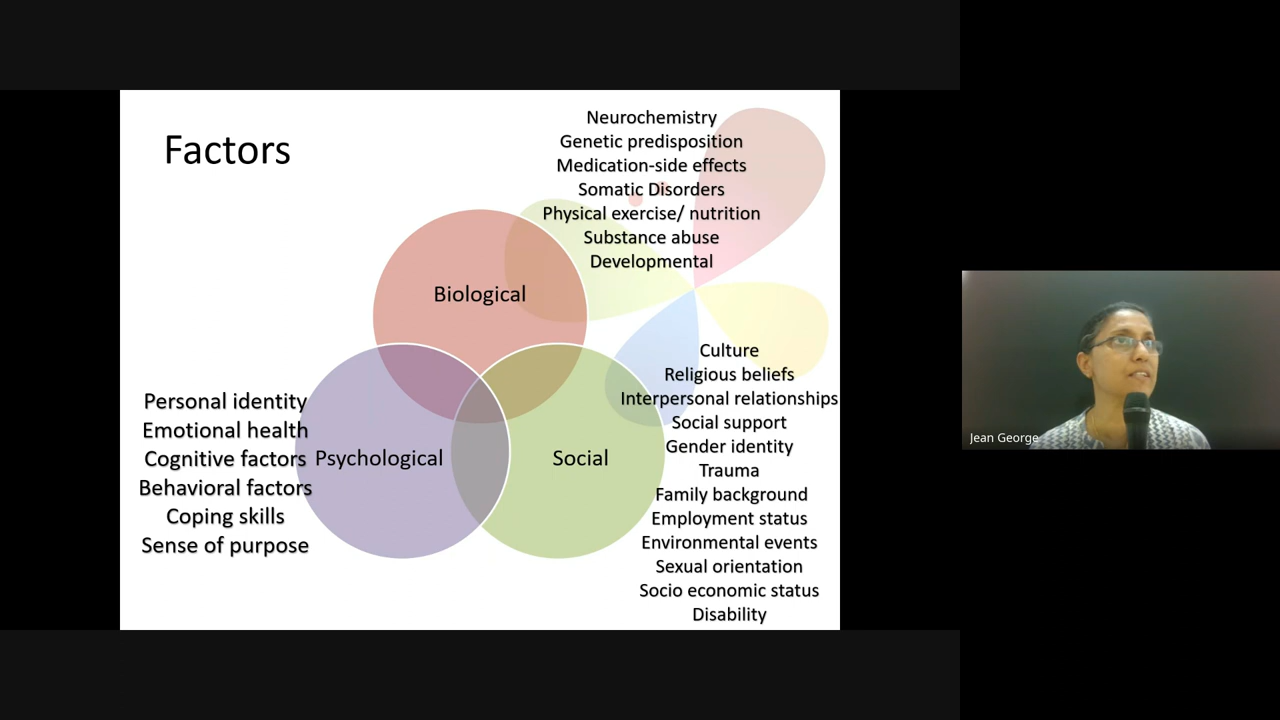 Factors
Neurochemistry
Genetic predisposition
Medication-side effects
Somatic Disorders
Physical exercise/ nutrition
Substance abuse
Developmental
Biological
Culture
Religious beliefs
Interpersonal relationships
Social support
Gender identity
Trauma
Family background
Employment status
Environmental events
Sexual orientation
Socio economic status
Disability
Personal identity
Emotional health
Cognitive factors
Behavioral factors
Coping skills
Sense of purpose
Psychological
Social
Jean George